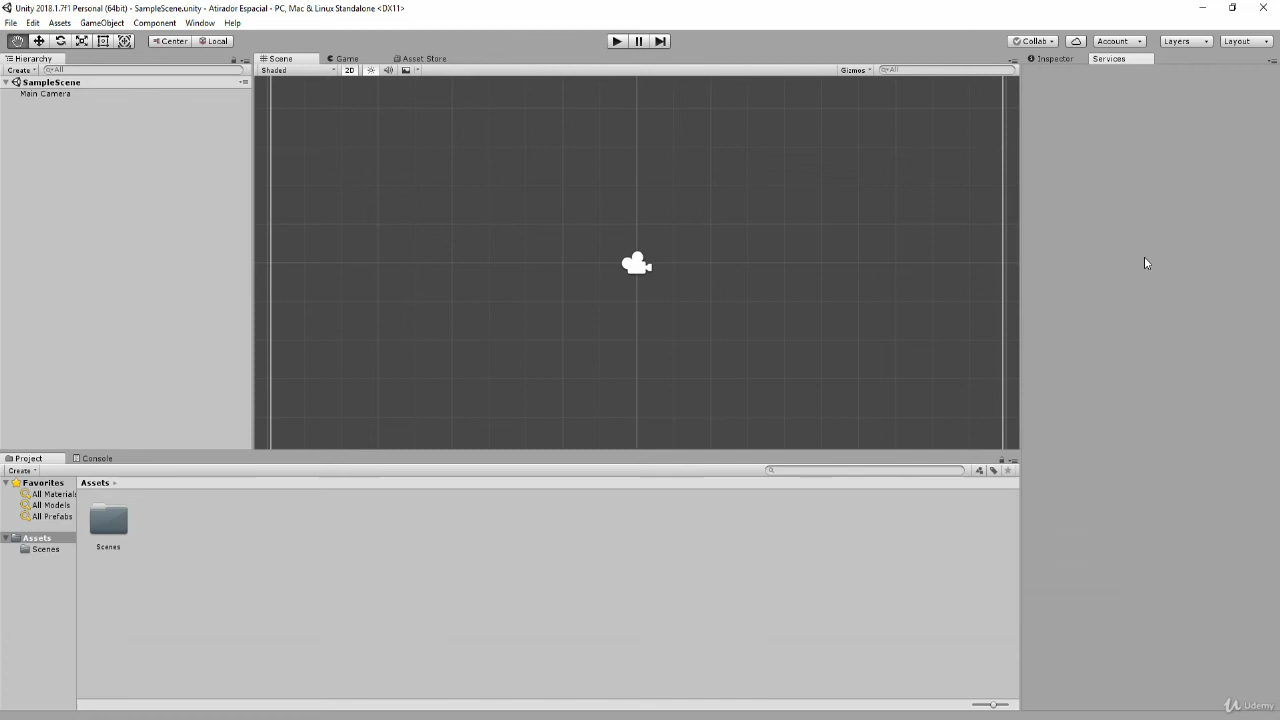 Unity 2018.1.7f1 Personal (64bit) - SampleScene.unity - Atirador Espacial - PC, Mac & Linux Standalone <DX11>
File Edit Assets GameObject Component Window Help
Center Local Collab Account Layers Layout
Hierarchy Scene Game Asset Store Inspector Services
Create All Shaded 2D Gizmos All
SampleScene
Main Camera
Project Console
Create
Favorites Assets
All Materials
All Models
All Prefabs
Assets
Scenes
Scenes
Udemy